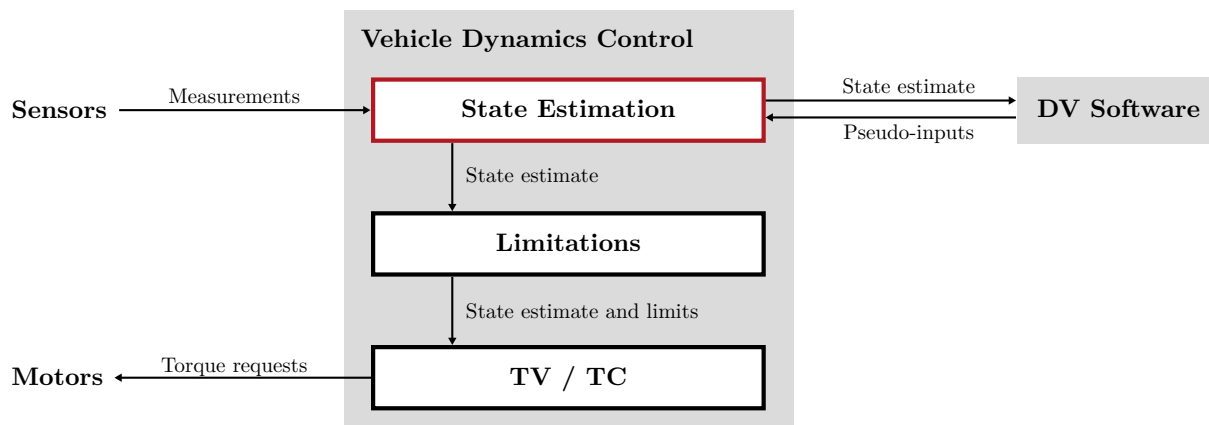 Vehicle Dynamics Control
Sensors
Measurements
State Estimation
State estimate
Pseudo-inputs
DV Software
State estimate
Limitations
State estimate and limits
Motors
Torque requests
TV / TC